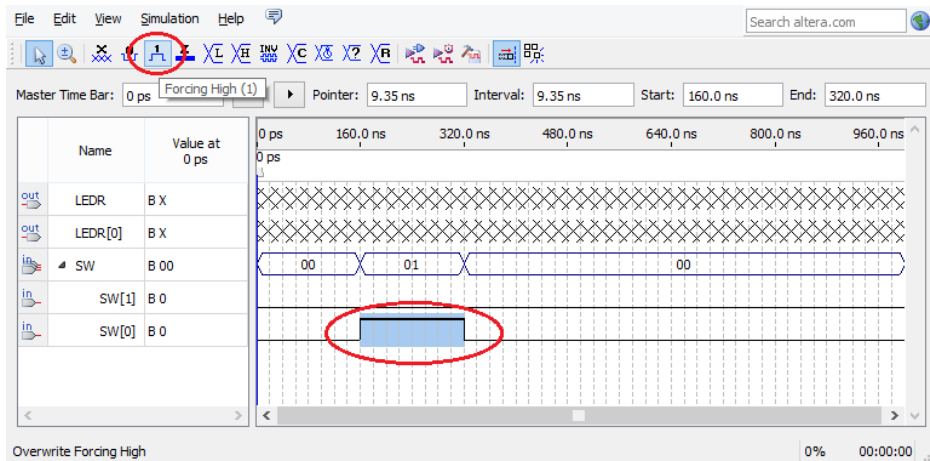 File Edit View Simulation Help
Search altera.com
Forcing High (1)
Master Time Bar: 0 ps Pointer: 9.35 ns Interval: 9.35 ns Start: 160.0 ns End: 320.0 ns
Name Value at 0 ps
0 ps 160.0 ns 320.0 ns 480.0 ns 640.0 ns 800.0 ns 960.0 ns
0 ps
out LEDR B X
out LEDR[0] B X
in SW B 00 00 01 00
in SW[1] B 0
in SW[0] B 0
Overwrite Forcing High 0% 00:00:00